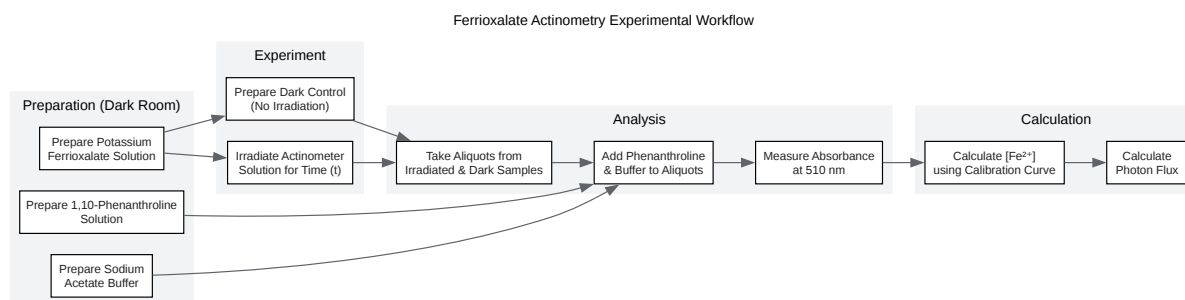 Ferrioxalate Actinometry Experimental Workflow
Preparation (Dark Room)
Prepare Potassium
Ferrioxalate Solution
Prepare 1,10-Phenanthroline
Solution
Prepare Sodium
Acetate Buffer
Experiment
Prepare Dark Control
(No Irradiation)
Irradiate Actinometer
Solution for Time (t)
Analysis
Take Aliquots from
Irradiated & Dark Samples
Add Phenanthroline
& Buffer to Aliquots
Measure Absorbance
at 510 nm
Calculation
Calculate [Fe²⁺]
using Calibration Curve
Calculate
Photon Flux